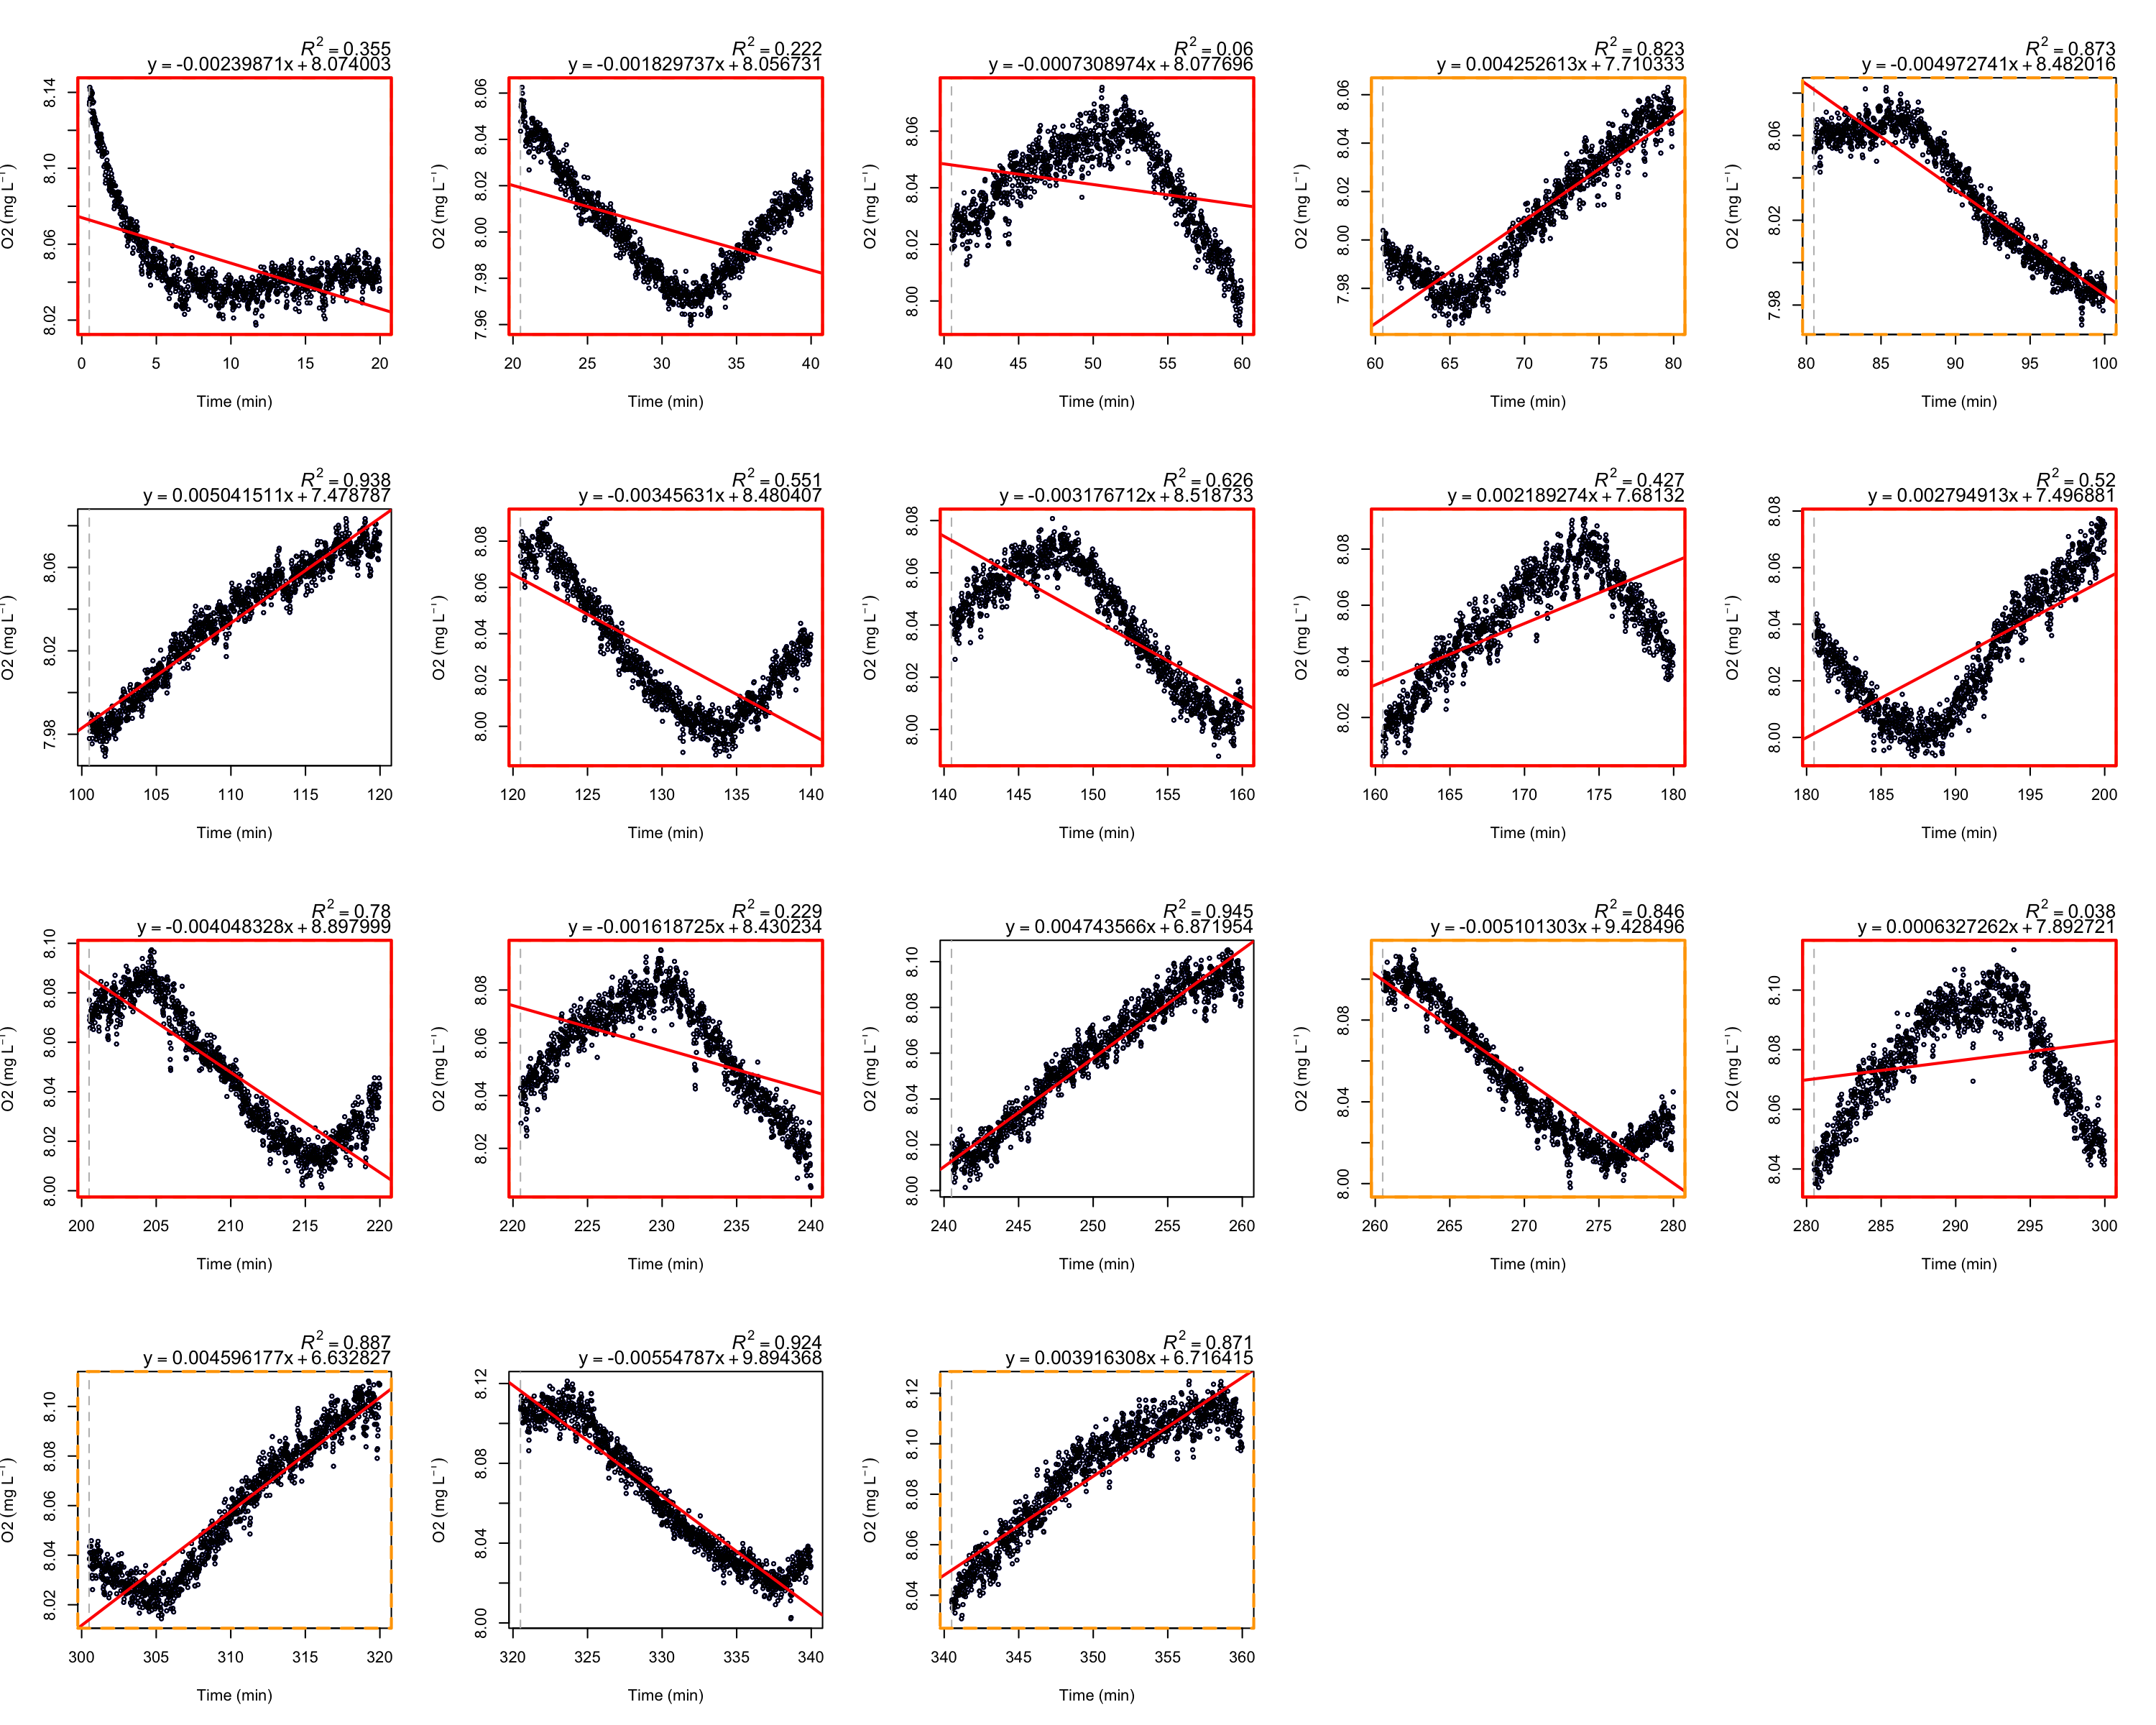 R² = 0.355
y = -0.00239871x + 8.074003
O2 (mg L⁻¹)
8.14
8.10
8.06
8.02
0 5 10 15 20
Time (min)
R² = 0.222
y = -0.001829737x + 8.056731
O2 (mg L⁻¹)
8.06
8.04
8.02
8.00
7.98
7.96
20 25 30 35 40
Time (min)
R² = 0.06
y = -0.0007308974x + 8.077696
O2 (mg L⁻¹)
8.06
8.04
8.02
8.00
40 45 50 55 60
Time (min)
R² = 0.823
y = 0.004252613x + 7.710333
O2 (mg L⁻¹)
8.06
8.04
8.02
8.00
7.98
60 65 70 75 80
Time (min)
R² = 0.873
y = -0.004972741x + 8.482016
O2 (mg L⁻¹)
8.06
8.02
7.98
80 85 90 95 100
Time (min)
R² = 0.938
y = 0.005041511x + 7.478787
O2 (mg L⁻¹)
8.06
8.02
7.98
100 105 110 115 120
Time (min)
R² = 0.551
y = -0.00345631x + 8.480407
O2 (mg L⁻¹)
8.08
8.06
8.04
8.02
8.00
120 125 130 135 140
Time (min)
R² = 0.626
y = -0.003176712x + 8.518733
O2 (mg L⁻¹)
8.08
8.06
8.04
8.02
8.00
140 145 150 155 160
Time (min)
R² = 0.427
y = 0.002189274x + 7.68132
O2 (mg L⁻¹)
8.08
8.06
8.04
8.02
160 165 170 175 180
Time (min)
R² = 0.52
y = 0.002794913x + 7.496881
O2 (mg L⁻¹)
8.08
8.06
8.04
8.02
8.00
180 185 190 195 200
Time (min)
R² = 0.78
y = -0.004048328x + 8.897999
O2 (mg L⁻¹)
8.10
8.08
8.06
8.04
8.02
8.00
200 205 210 215 220
Time (min)
R² = 0.229
y = -0.001618725x + 8.430234
O2 (mg L⁻¹)
8.08
8.06
8.04
8.02
220 225 230 235 240
Time (min)
R² = 0.945
y = 0.004743566x + 6.871954
O2 (mg L⁻¹)
8.10
8.08
8.06
8.04
8.02
8.00
240 245 250 255 260
Time (min)
R² = 0.846
y = -0.005101303x + 9.428496
O2 (mg L⁻¹)
8.08
8.04
8.00
260 265 270 275 280
Time (min)
R² = 0.038
y = 0.0006327262x + 7.892721
O2 (mg L⁻¹)
8.10
8.08
8.06
8.04
280 285 290 295 300
Time (min)
R² = 0.887
y = 0.004596177x + 6.632827
O2 (mg L⁻¹)
8.10
8.08
8.06
8.04
8.02
300 305 310 315 320
Time (min)
R² = 0.924
y = -0.00554787x + 9.894368
O2 (mg L⁻¹)
8.12
8.08
8.04
8.00
320 325 330 335 340
Time (min)
R² = 0.871
y = 0.003916308x + 6.716415
O2 (mg L⁻¹)
8.12
8.10
8.08
8.06
8.04
340 345 350 355 360
Time (min)